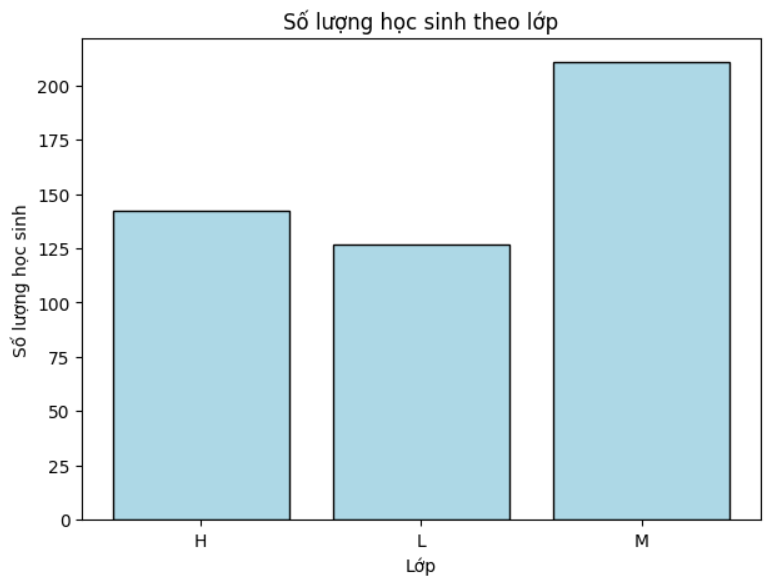 Số lượng học sinh theo lớp
Số lượng học sinh
200
175
150
125
100
75
50
25
0
H
L
M
Lớp